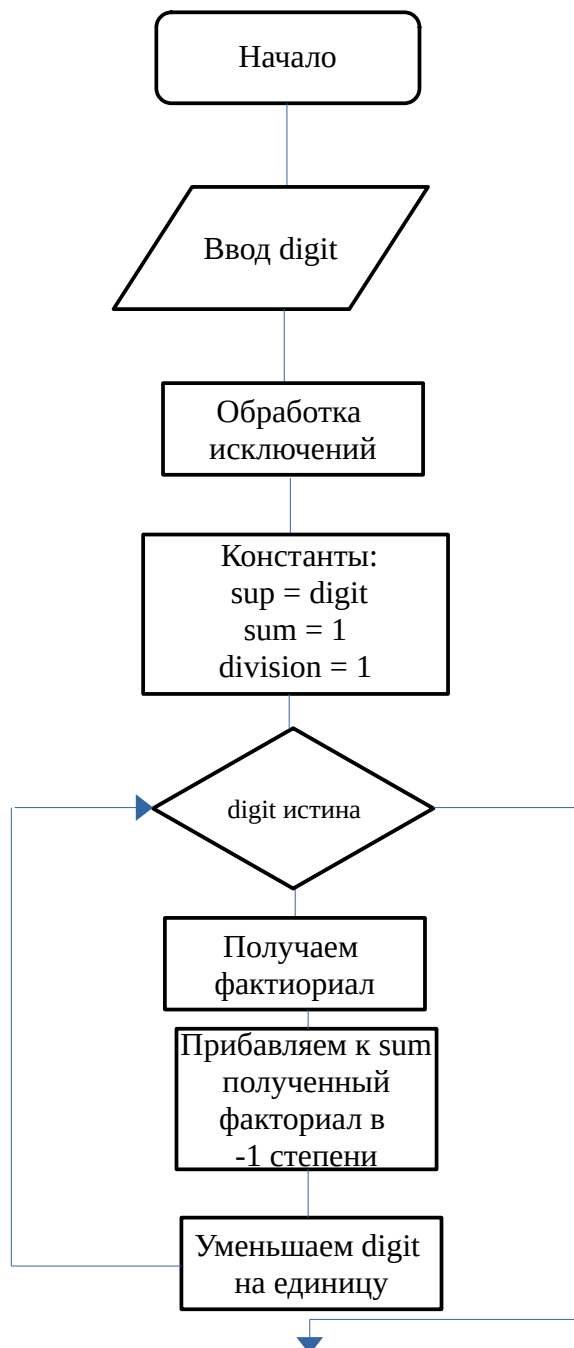 Начало
Ввод digit
Обработка
исключений
Константы:
sup = digit
sum = 1
division = 1
digit истина
Получаем
фактиориал
Прибавляем к sum
полученный
факториал в
-1 степени
Уменьшаем digit
на единицу